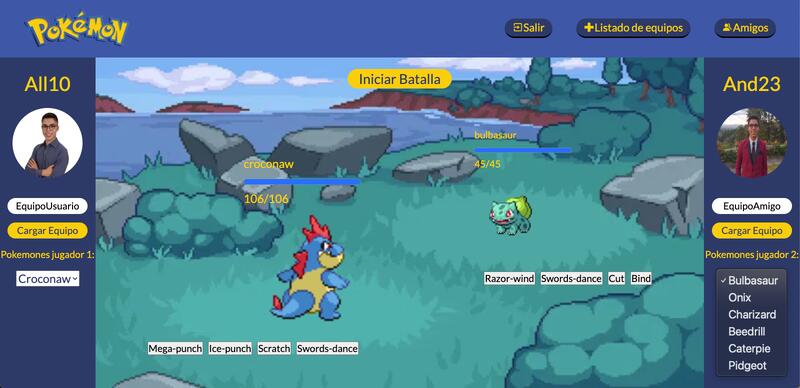 POKéMON
Salir
Listado de equipos
Amigos
All10
Iniciar Batalla
And23
croconaw
106/106
bulbasaur
45/45
EquipoUsuario
Cargar Equipo
Pokemones jugador 1:
Croconaw
EquipoAmigo
Cargar Equipo
Pokemones jugador 2:
Bulbasaur
Onix
Charizard
Beedrill
Caterpie
Pidgeot
Razor-wind Swords-dance Cut Bind
Mega-punch Ice-punch Scratch Swords-dance